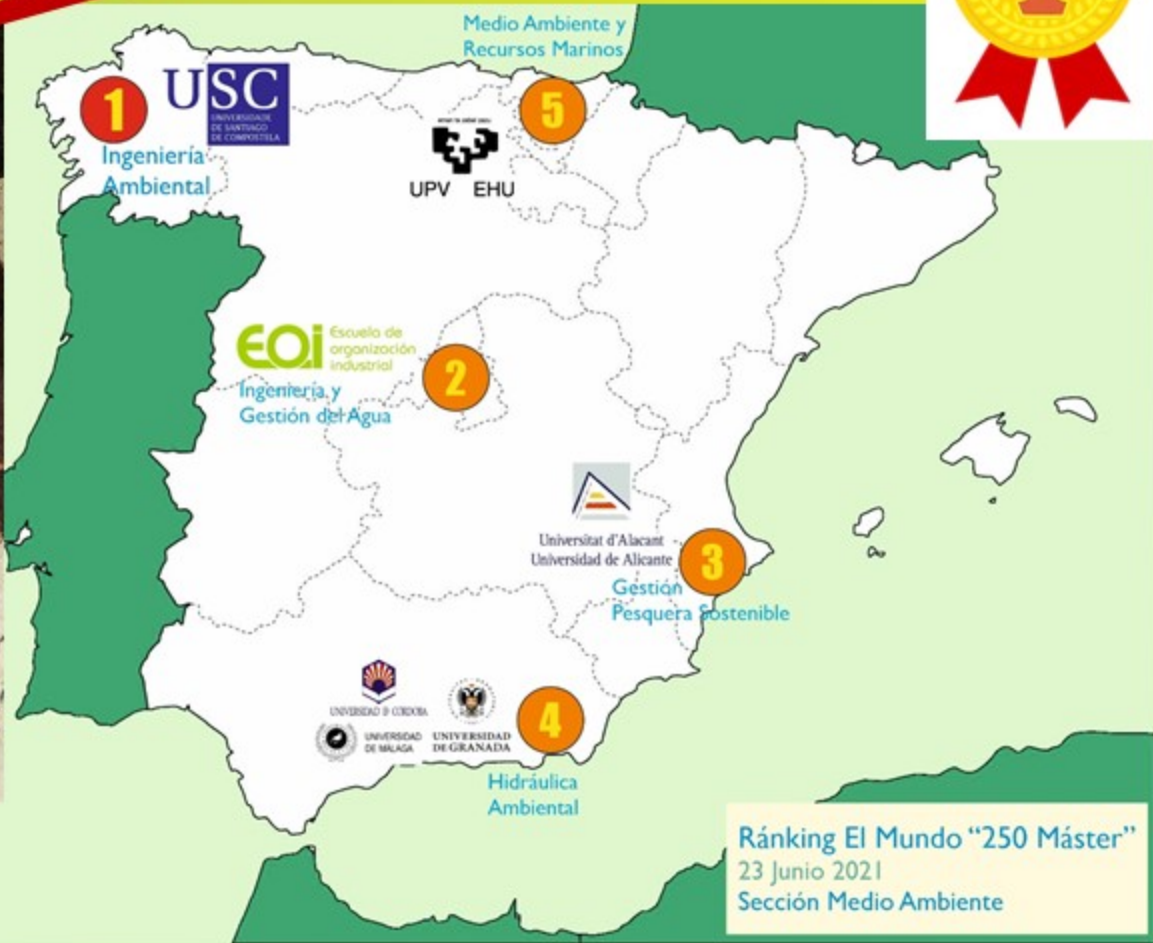 Medio Ambiente y
Recursos Marinos
1
USC
UNIVERSIDADE
DE SANTIAGO
DE COMPOSTELA
Ingeniería
Ambiental
5
UPV EHU
EOi
Escuela de
organización
industrial
2
Ingeniería y
Gestión del Agua
Universitat d'Alacant
Universidad de Alicante
3
Gestión
Pesquera Sostenible
UNIVERSIDAD D CORDOBA
UNIVERSIDAD
DE MÁLAGA
UNIVERSIDAD
DE GRANADA
4
Hidráulica
Ambiental
Ránking El Mundo “250 Máster”
23 Junio 2021
Sección Medio Ambiente